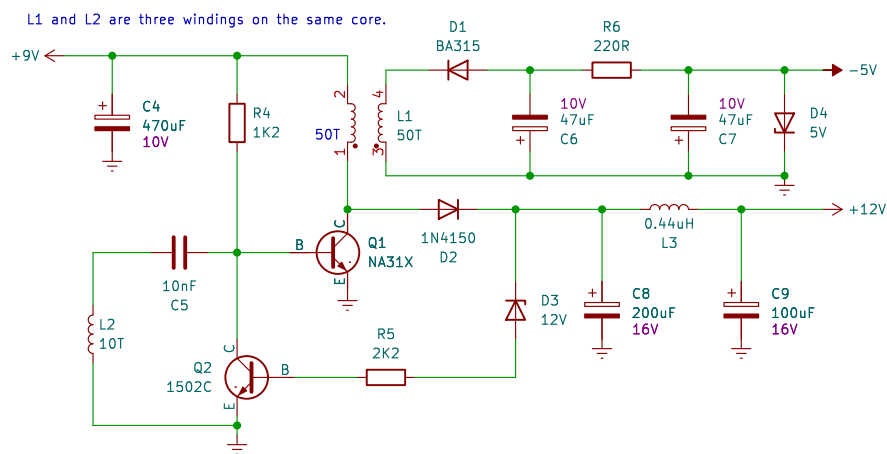 L1 and L2 are three windings on the same core.
+9V
D1
BA315
R6
220R
-5V
C4
470uF
10V
R4
1K2
2
1
50T
4
3
L1
50T
+
10V
47uF
C6
+
10V
47uF
C7
+
D4
5V
C
B
E
Q1
NA31X
1N4150
D2
0.44uH
L3
+12V
10nF
C5
L2
10T
D3
12V
+
C8
200uF
16V
+
C9
100uF
16V
R5
2K2
Q2
1502C
C
B
E